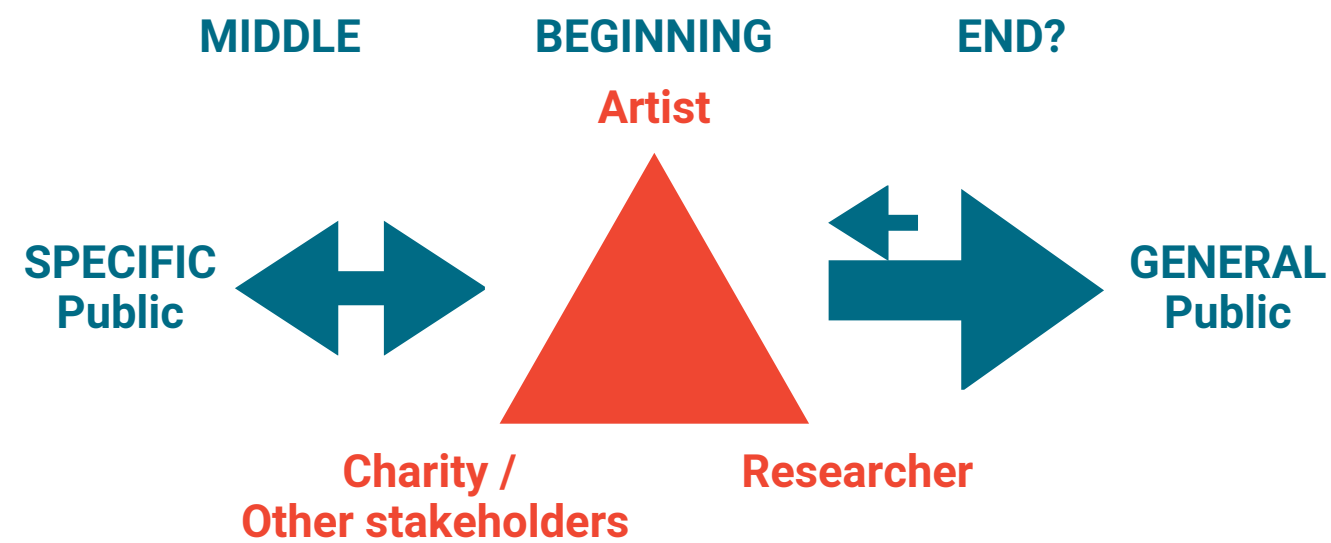 MIDDLE
BEGINNING
END?
Artist
SPECIFIC
Public
GENERAL
Public
Charity /
Other stakeholders
Researcher